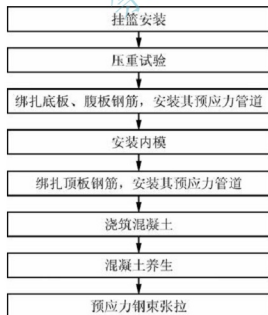 挂篮安装
压重试验
绑扎底板、腹板钢筋，安装其预应力管道
安装内模
绑扎顶板钢筋，安装其预应力管道
浇筑混凝土
混凝土养生
预应力钢束张拉